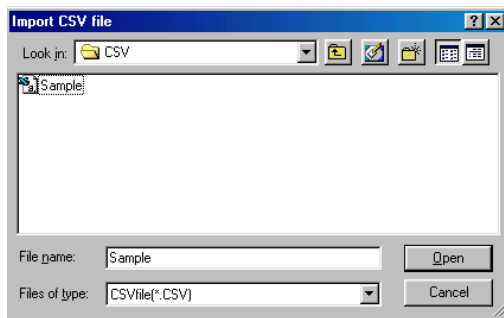 Import CSV file
Look in: CSV
Sample
File name: Sample
Open
Files of type: CSVfile(*.CSV)
Cancel